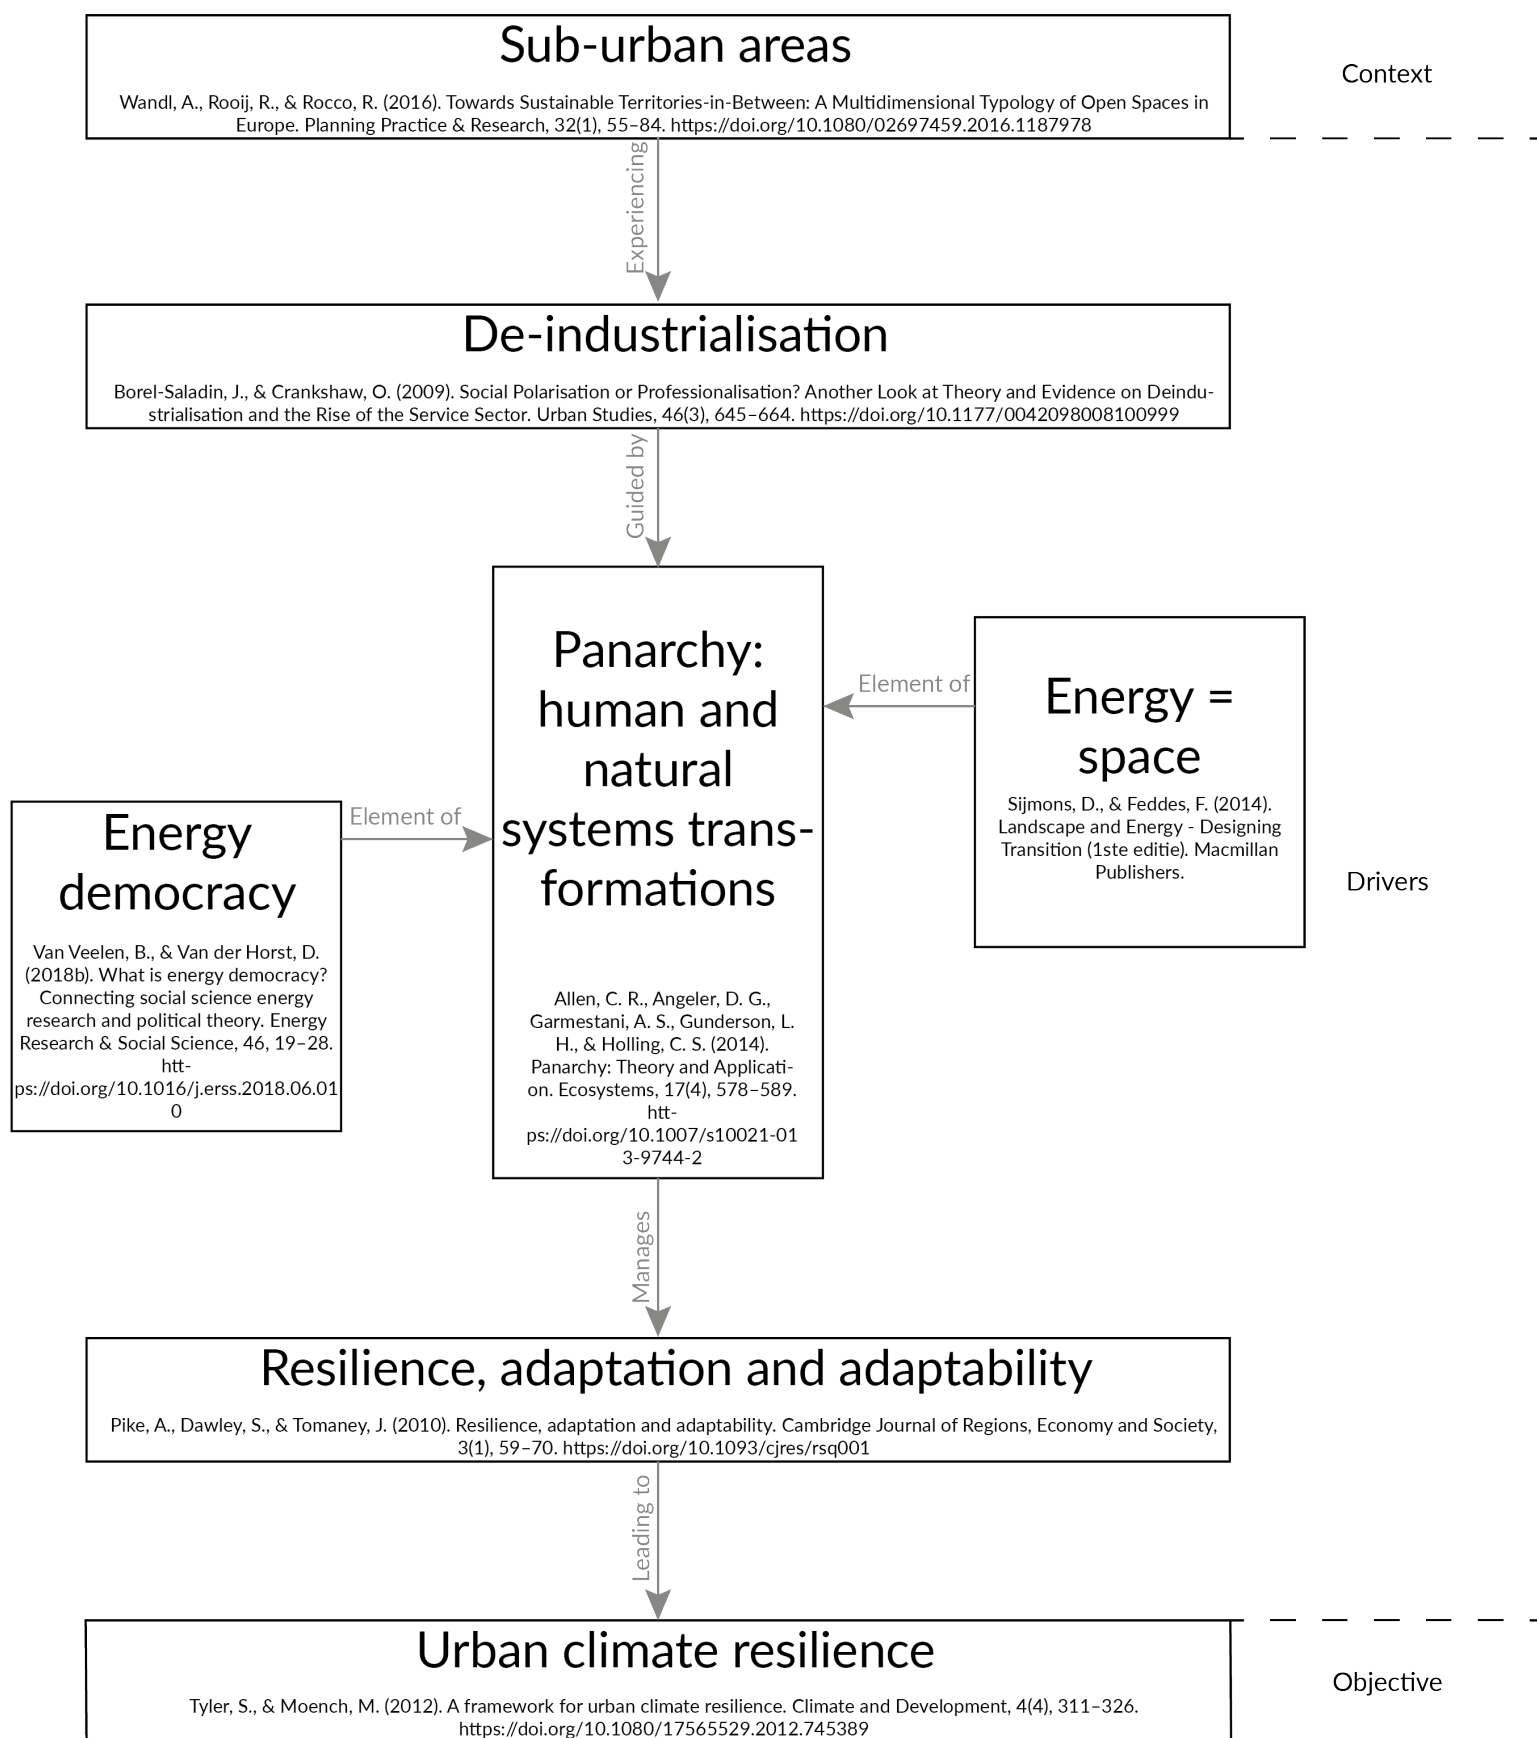 Sub-urban areas
Wandl, A., Rooij, R., & Rocco, R. (2016). Towards Sustainable Territories-in-Between: A Multidimensional Typology of Open Spaces in
Europe. Planning Practice & Research, 32(1), 55–84. https://doi.org/10.1080/02697459.2016.1187978
Context
Experiencing
De-industrialisation
Borel-Saladin, J., & Crankshaw, O. (2009). Social Polarisation or Professionalisation? Another Look at Theory and Evidence on Deindu-
strialisation and the Rise of the Service Sector. Urban Studies, 46(3), 645–664. https://doi.org/10.1177/0042098008100999
Guided by
Panarchy:
human and
natural
systems trans-
formations
Allen, C. R., Angeler, D. G.,
Garmestani, A. S., Gunderson, L.
H., & Holling, C. S. (2014).
Panarchy: Theory and Applicati-
on. Ecosystems, 17(4), 578–589.
htt-
ps://doi.org/10.1007/s10021-01
3-9744-2
Element of
Energy =
space
Sijmons, D., & Feddes, F. (2014).
Landscape and Energy - Designing
Transition (1ste editie). Macmillan
Publishers.
Drivers
Element of
Energy
democracy
Van Veelen, B., & Van der Horst, D.
(2018b). What is energy democracy?
Connecting social science energy
research and political theory. Energy
Research & Social Science, 46, 19–28.
htt-
ps://doi.org/10.1016/j.erss.2018.06.01
0
Manages
Resilience, adaptation and adaptability
Pike, A., Dawley, S., & Tomaney, J. (2010). Resilience, adaptation and adaptability. Cambridge Journal of Regions, Economy and Society,
3(1), 59–70. https://doi.org/10.1093/cjres/rsq001
Leading to
Urban climate resilience
Tyler, S., & Moench, M. (2012). A framework for urban climate resilience. Climate and Development, 4(4), 311–326.
https://doi.org/10.1080/17565529.2012.745389
Objective